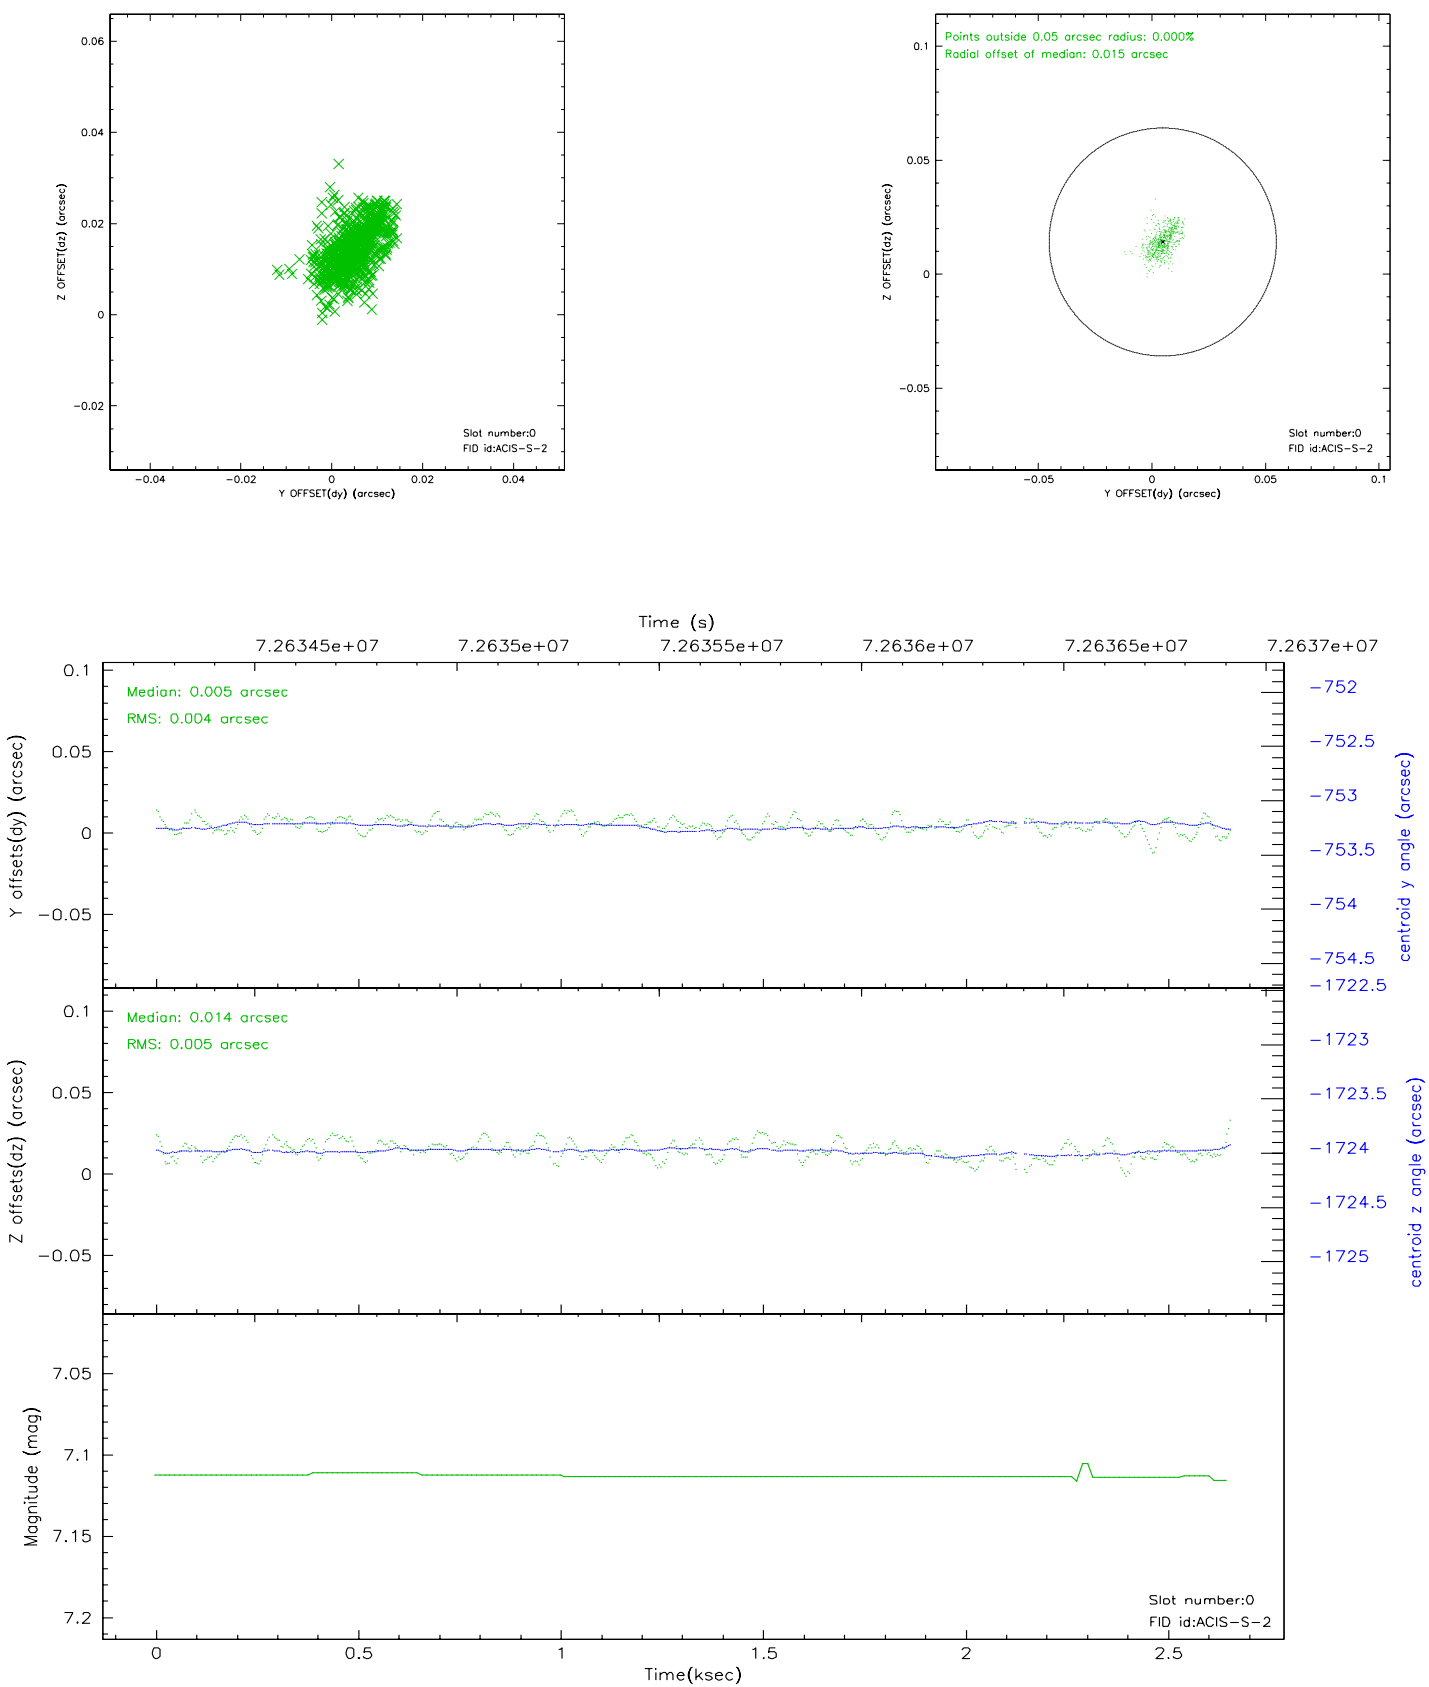 0.06
0.04
0.02
0
−0.02
Z OFFSET(dz) (arcsec)
−0.04
−0.02
0
0.02
0.04
Y OFFSET(dy) (arcsec)
Slot number:0
FID id:ACIS−S−2
Points outside 0.05 arcsec radius: 0.000%
Radial offset of median: 0.015 arcsec
0.1
0.05
0
−0.05
Z OFFSET(dz) (arcsec)
−0.05
0
0.05
0.1
Y OFFSET(dy) (arcsec)
Slot number:0
FID id:ACIS−S−2
Time (s)
7.26345e+07
7.2635e+07
7.26355e+07
7.2636e+07
7.26365e+07
7.2637e+07
Median: 0.005 arcsec
RMS: 0.004 arcsec
0.1
0.05
0
−0.05
Y offsets(dy) (arcsec)
−752
−752.5
−753
−753.5
−754
−754.5
centroid y angle (arcsec)
Median: 0.014 arcsec
RMS: 0.005 arcsec
0.1
0.05
0
−0.05
Z offsets(dz) (arcsec)
−1722.5
−1723
−1723.5
−1724
−1724.5
−1725
centroid z angle (arcsec)
7.05
7.1
7.15
7.2
Magnitude (mag)
Slot number:0
FID id:ACIS−S−2
0
0.5
1
1.5
2
2.5
Time(ksec)